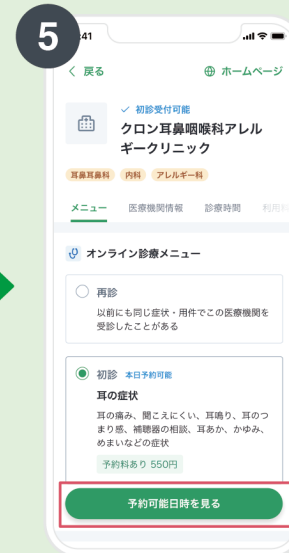 5
:41
戻る
ホームページ
初診受付可能
クロン耳鼻咽喉科アレル
ギークリニック
耳鼻耳鼻科 内科 アレルギー科
メニュー 医療機関情報 診療時間 利用料
オンライン診療メニュー
再診
以前にも同じ症状・用件でこの医療機関を
受診したことがある
初診 本日予約可能
耳の症状
耳の痛み、聞こえにくい、耳鳴り、耳のつ
まり感、補聴器の相談、耳あか、かゆみ、
めまいなどの症状
予約料あり 550円
予約可能日時を見る